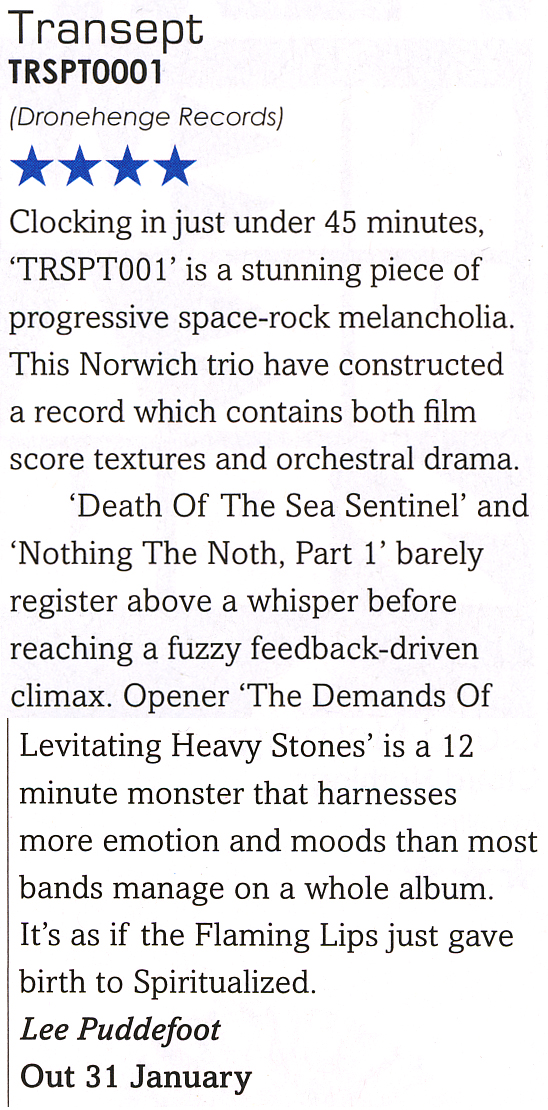 Transept
TRSPT0001
(Dronehenge Records)
Clocking in just under 45 minutes,
‘TRSPT001’ is a stunning piece of
progressive space-rock melancholia.
This Norwich trio have constructed
a record which contains both film
score textures and orchestral drama.
‘Death Of The Sea Sentinel’ and
‘Nothing The Noth, Part 1’ barely
register above a whisper before
reaching a fuzzy feedback-driven
climax. Opener ‘The Demands Of
Levitating Heavy Stones’ is a 12
minute monster that harnesses
more emotion and moods than most
bands manage on a whole album.
It’s as if the Flaming Lips just gave
birth to Spiritualized.
Lee Puddefoot
Out 31 January